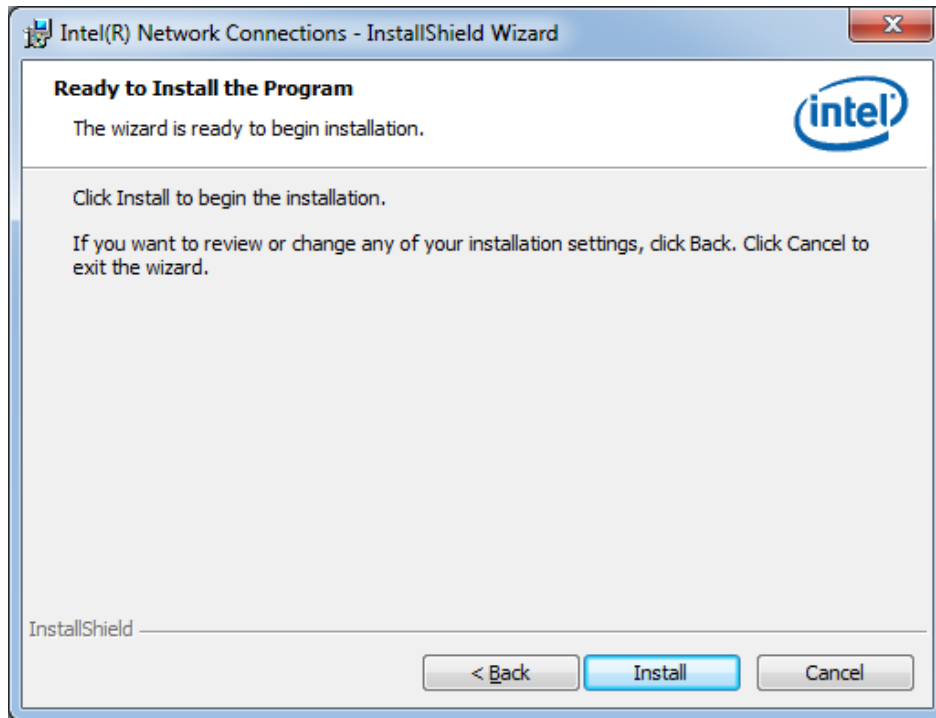 Intel(R) Network Connections - InstallShield Wizard
Ready to Install the Program
The wizard is ready to begin installation.
intel
Click Install to begin the installation.
If you want to review or change any of your installation settings, click Back. Click Cancel to
exit the wizard.
InstallShield
< Back
Install
Cancel